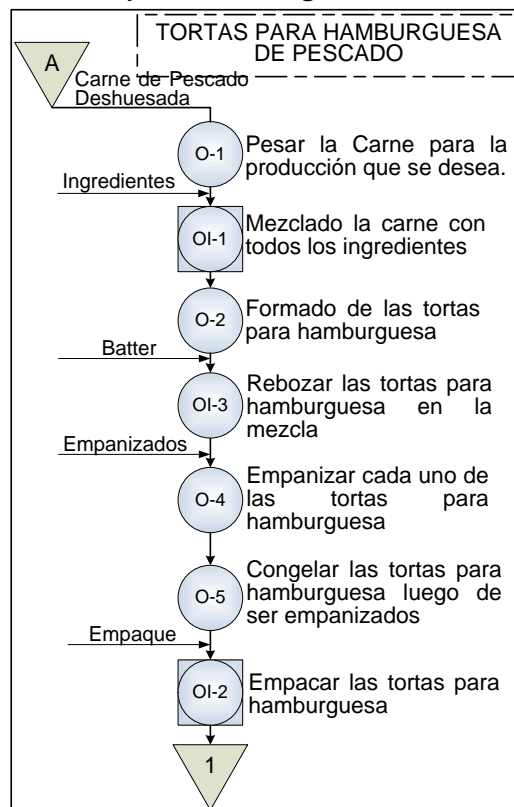 TORTAS PARA HAMBURGUESA
DE PESCADO
A
Carne de Pescado
Deshuesada
O-1
Pesar la Carne para la
producción que se desea.
Ingredientes
OI-1
Mezclado la carne con
todos los ingredientes
O-2
Formado de las tortas
para hamburguesa
Batter
OI-3
Rebozar las tortas para
hamburguesa en la
mezcla
Empanizados
O-4
Empanizar cada uno de
las tortas para
hamburguesa
O-5
Congelar las tortas para
hamburguesa luego de
ser empanizados
Empaque
OI-2
Empacar las tortas para
hamburguesa
1